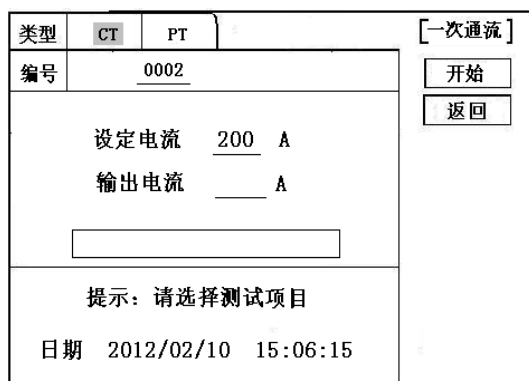 类型 CT PT [一次通流]
编号 0002 开始
返回
设定电流 200 A
输出电流 A
提示：请选择测试项目
日期 2012/02/10 15:06:15